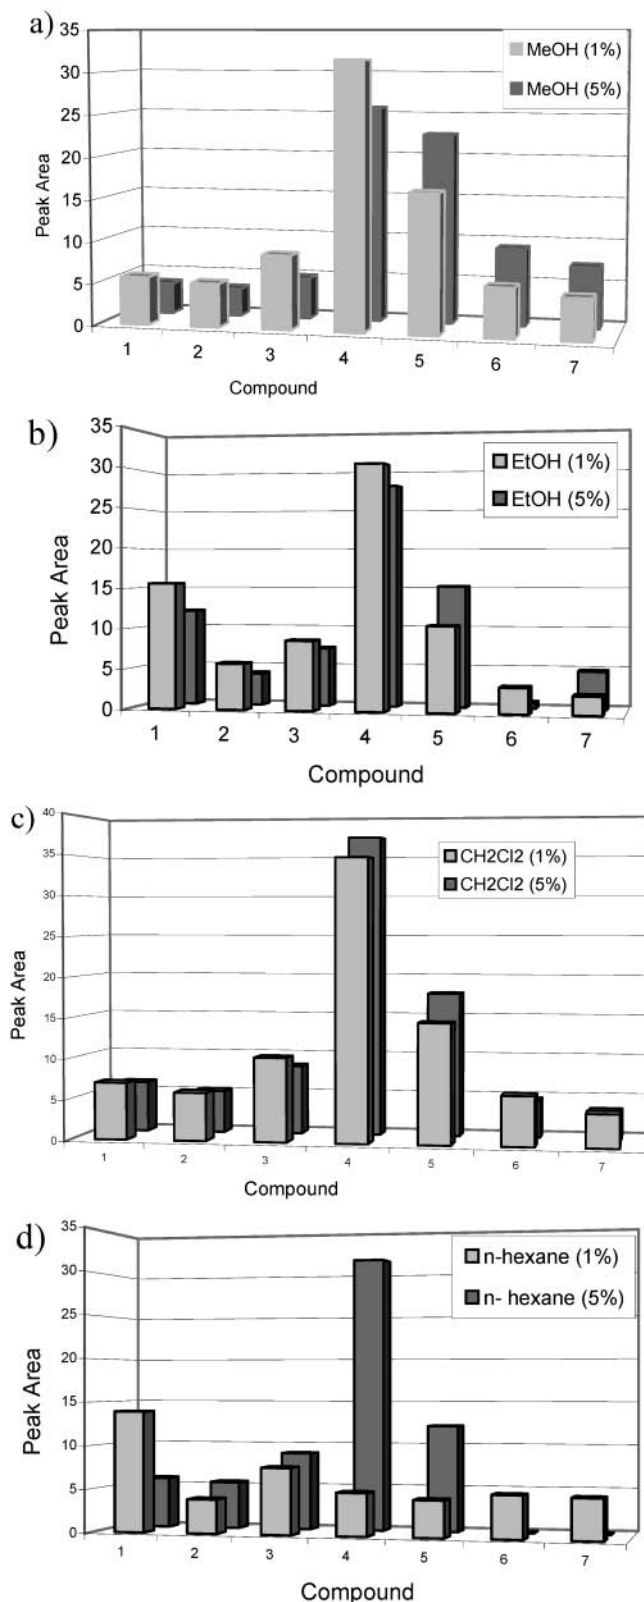 a)
35
30
25
20
15
10
5
0
Peak Area
MeOH (1%)
MeOH (5%)
1 2 3 4 5 6 7
Compound
b)
35
30
25
20
15
10
5
0
Peak Area
EtOH (1%)
EtOH (5%)
1 2 3 4 5 6 7
Compound
c)
40
35
30
25
20
15
10
5
0
Peak Area
CH2Cl2 (1%)
CH2Cl2 (5%)
1 2 3 4 5 6 7
Compound
d)
35
30
25
20
15
10
5
0
Peak Area
n-hexane (1%)
n- hexane (5%)
1 2 3 4 5 6 7
Compound